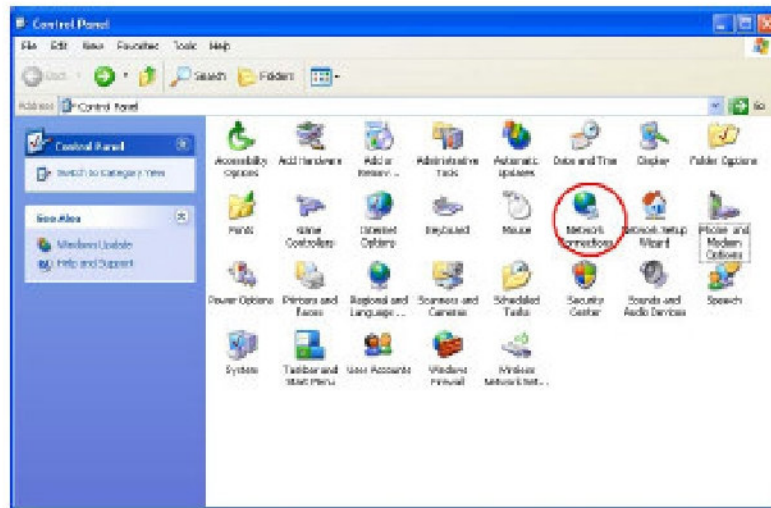 Control Panel
File Edit View Favorites Tools Help
Back Search Folders
Address Control Panel Go
Control Panel
Switch to Category View
See Also
Windows Update
Help and Support
Accessibility Options
Add Hardware
Add or Remov...
Administrative Tools
Automatic Updates
Date and Time
Display
Folder Options
Fonts
Game Controllers
Internet Options
Keyboard
Mouse
Network Connections
Network Setup Wizard
Phone and Modem Options
Power Options
Printers and Faxes
Regional and Language ...
Scanners and Cameras
Scheduled Tasks
Security Center
Sounds and Audio Devices
Speech
System
Taskbar and Start Menu
User Accounts
Windows Firewall
Wireless Network Set...